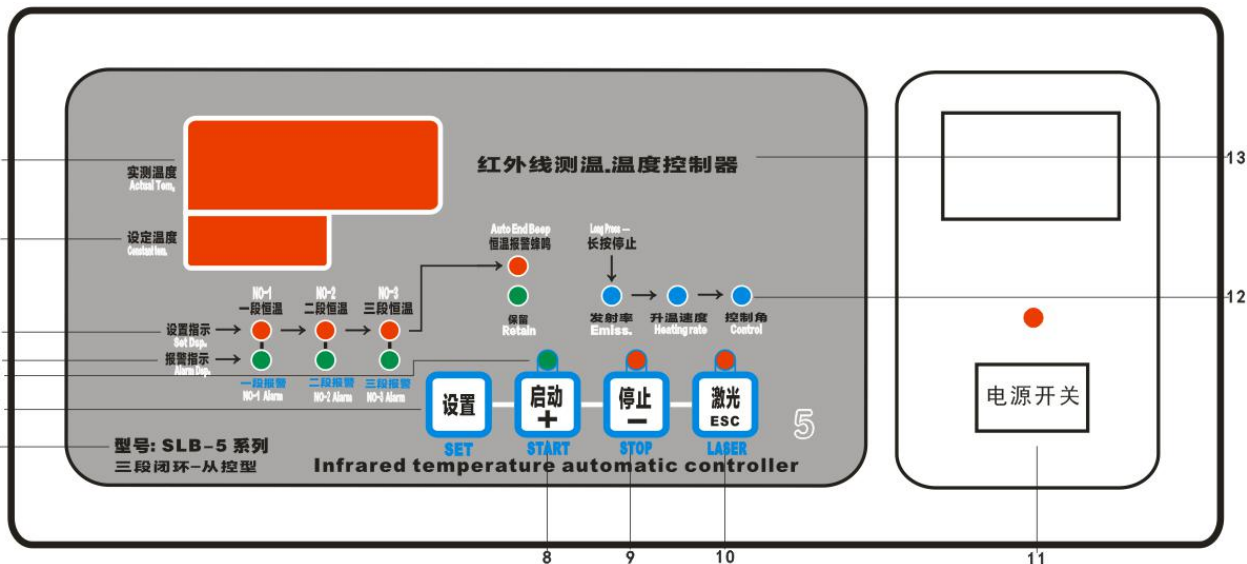 实测温度
Actual Tem.
红外线测温.温度控制器
13
设定温度
Constant tem.
Auto End Beep
恒温报警蜂鸣
Long Press —
长按停止
NO-1
一段恒温
NO-2
二段恒温
NO-3
三段恒温
12
设置指示
Set Dsp.
保留
Retain
发射率
Emiss.
升温速度
Heating rate
控制角
Control
报警指示
Alarm Dsp.
一段报警
NO-1 Alarm
二段报警
NO-2 Alarm
三段报警
NO-3 Alarm
设置
SET
启动
+
START
停止
—
STOP
激光
ESC
LASER
5
电源开关
型号: SLB-5 系列
三段闭环-从控型
Infrared temperature automatic controller
8
9
10
11